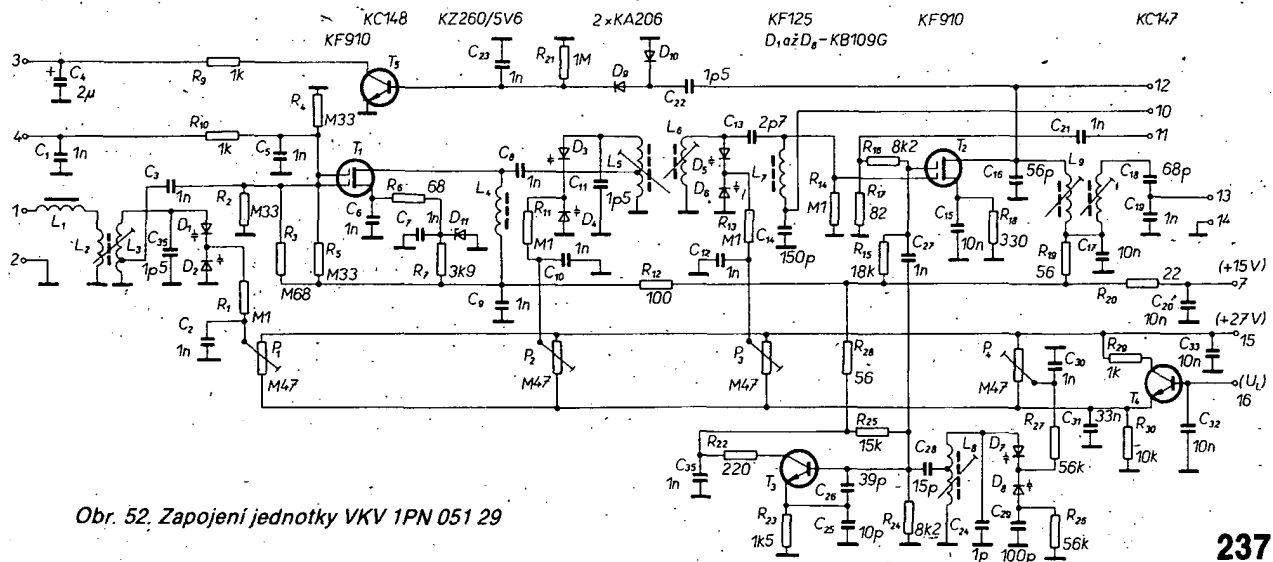 KC148 KZ260/5V6 2×KA206 KF125 KF910 KC147
KF910 D₁ až D₈ - KB109G
3 C₄ 2µ + R₉ 1k T₅ C₂₃ 1n R₂₁ 1M D₉ D₁₀ C₂₂ 1p5 12
10
4 C₁ 1n R₁₀ 1k C₅ 1n R₄ M33 C₂₁ 1n 11
C₃ 1n T₁ C₈ 1n D₃ C₁₁ 1p5 L₅ L₆ C₁₃ 2p7 D₅ D₆ L₇ R₁₄ M1 R₁₆ 8k2 R₁₇ 82 T₂ C₁₆ 56p L₉ C₁₈ 68p
1 L₁ L₂ L₃ C₃₅ 1p5 D₁ D₂ R₂ M33 R₃ M68 R₅ M33 C₆ 1n R₆ 68 C₇ 1n D₁₁ R₇ 3k9 L₄ R₁₁ M1 D₄ C₁₀ 1n R₁₃ M1 C₁₄ 150p C₁₂ 1n R₁₅ 18k C₂₇ 1n C₁₅ 10n R₁₈ 330 C₁₉ 1n C₁₇ 10n 13
14
2 R₁ M1 C₂ 1n C₉ 1n R₁₂ 100 R₁₉ 56 R₂₀ 22 C₂₀ 10n (+15V) 7
P₁ M47 P₂ M47 P₃ M47 R₂₈ 56 P₄ M47 C₃₀ 1n R₂₉ 1k T₄ C₃₃ 10n (+27V) 15
(U_L) 16
R₂₇ 56k C₃₁ 33n R₃₀ 10k C₃₂ 10n
C₃₅ 1n R₂₂ 220 R₂₅ 15k T₃ R₂₃ 1k5 C₂₆ 39p C₂₅ 10p R₂₄ 8k2 C₂₈ 15p L₈ C₂₄ 1p D₇ D₈ C₂₉ 100p R₂₆ 56k
Obr. 52. Zapojení jednotky VKV 1PN 051 29
237